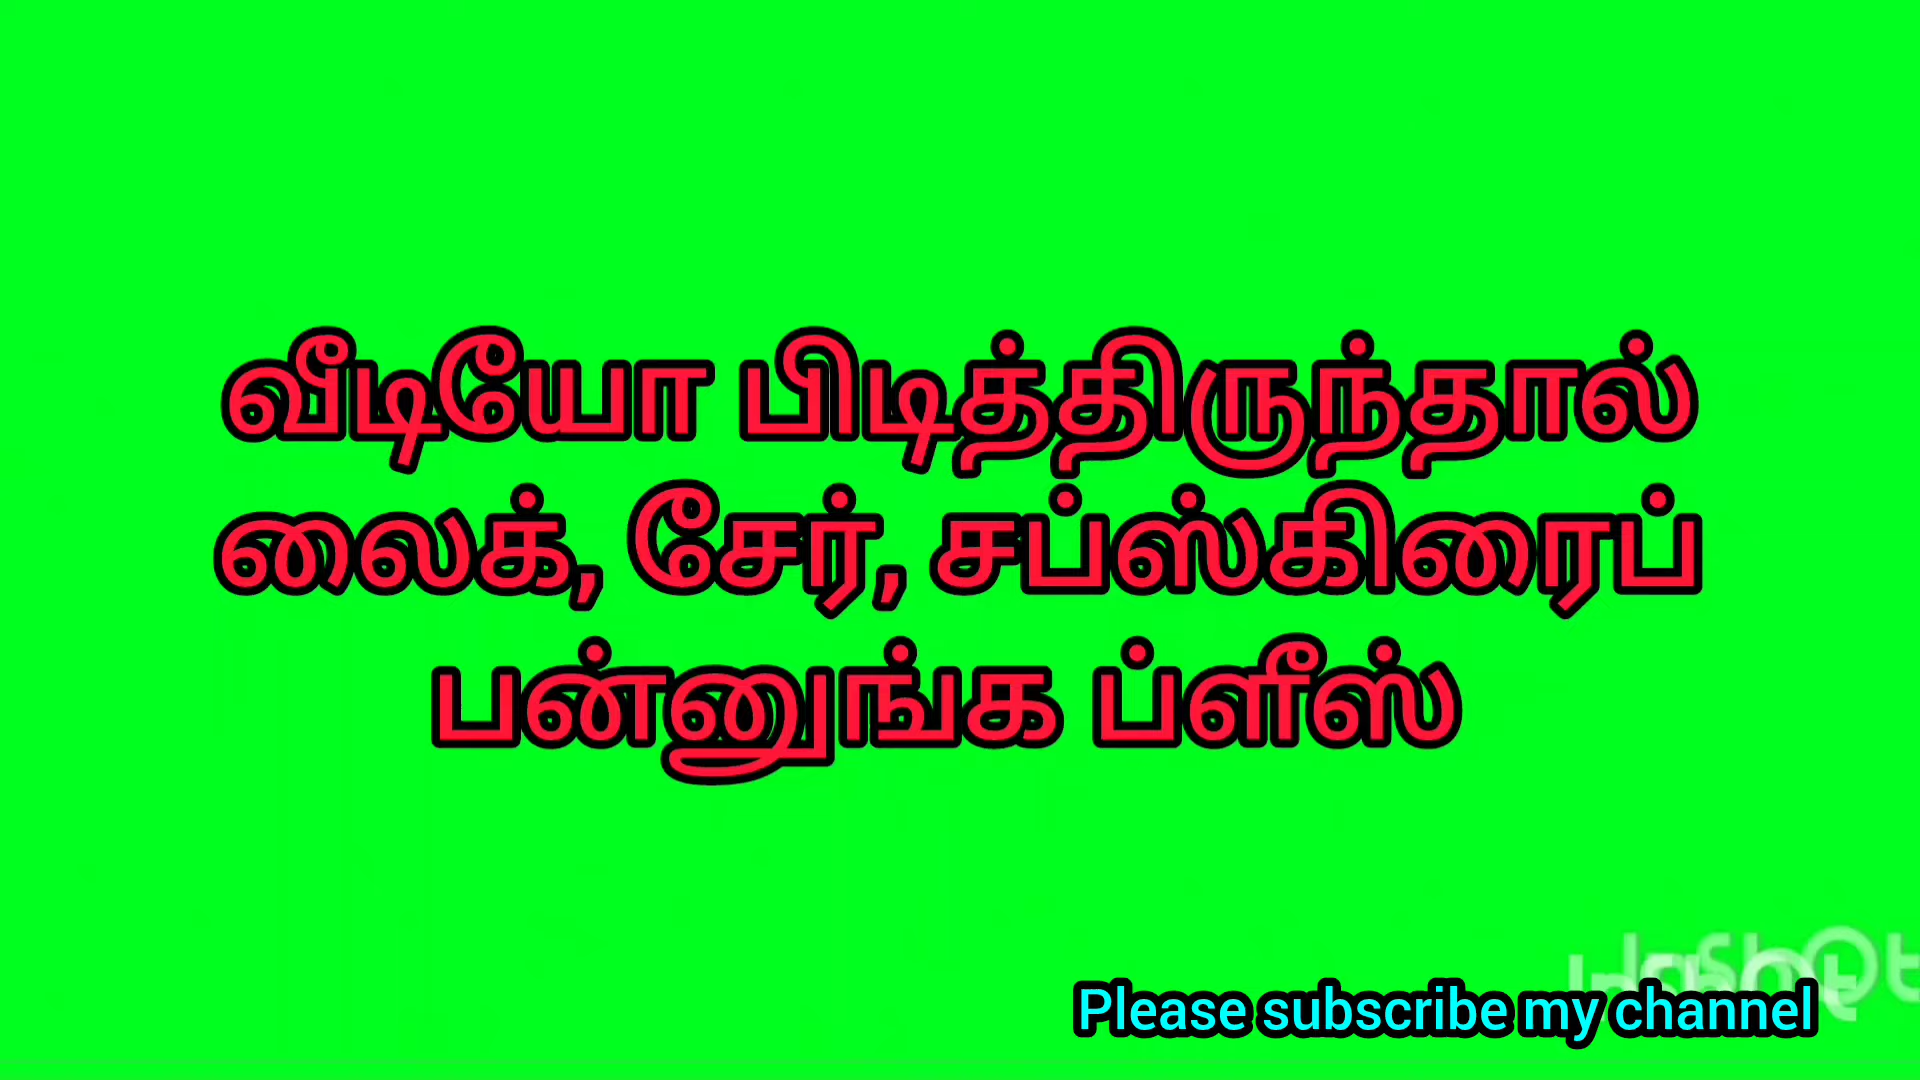 வீடியோ பிடித்திருந்தால்
லைக், சேர், சப்ஸ்கிரைப்
பன்னுங்க ப்ளீஸ்
Please subscribe my channel